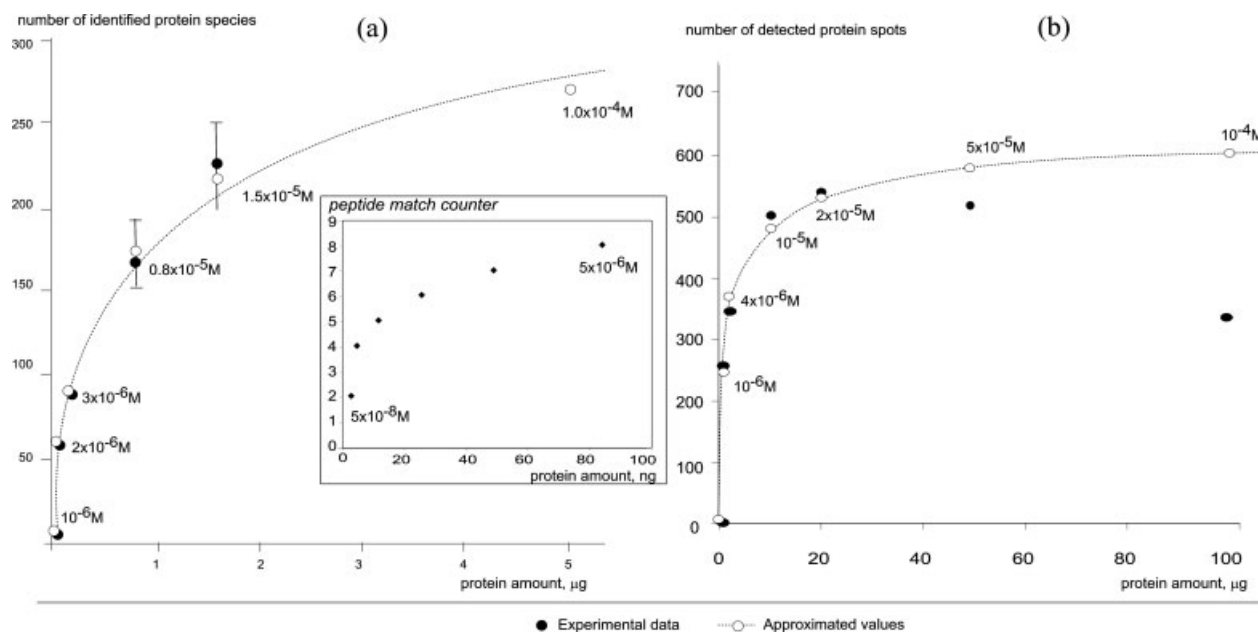 number of identified protein species
(a)
300
250
200
150
100
50
1.0x10⁻⁴M
1.5x10⁻⁵M
0.8x10⁻⁵M
3x10⁻⁶M
2x10⁻⁶M
10⁻⁶M
1 2 3 4 5
protein amount, µg
peptide match counter
9
8
7
6
5
4
3
2
1
0
5x10⁻⁶M
5x10⁻⁸M
0 20 40 60 80 100
protein amount, ng
number of detected protein spots
(b)
700
600
500
400
300
200
100
0
10⁻⁴M
5x10⁻⁵M
2x10⁻⁵M
10⁻⁵M
4x10⁻⁶M
10⁻⁶M
0 20 40 60 80 100
protein amount, µg
Experimental data
Approximated values